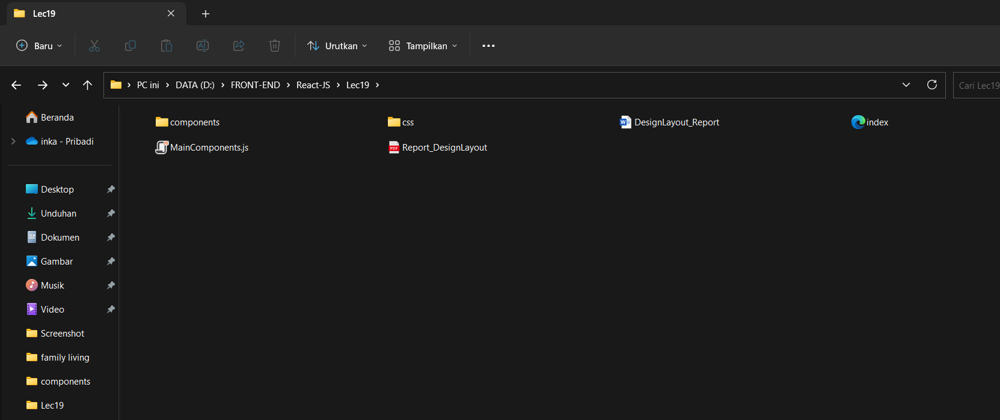 Lec19
Baru
Urutkan
Tampilkan
PC ini > DATA (D:) > FRONT-END > React-JS > Lec19 >
Cari Lec19
Beranda
inka - Pribadi
Desktop
Unduhan
Dokumen
Gambar
Musik
Video
Screenshot
family living
components
Lec19
components
css
DesignLayout_Report
index
MainComponents.js
Report_DesignLayout